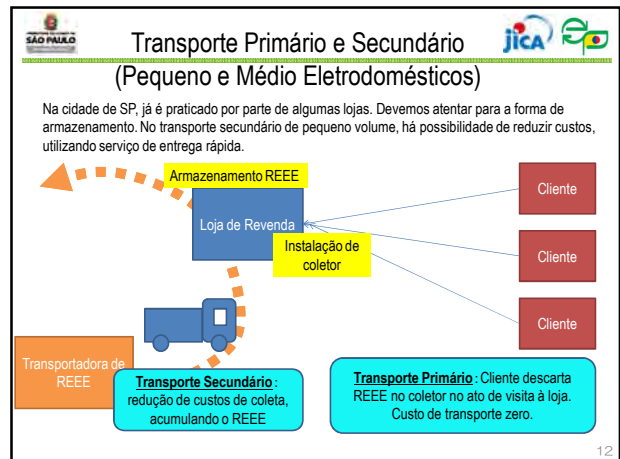 SÃO PAULO
Transporte Primário e Secundário
(Pequeno e Médio Eletrodomésticos)
jICA
Na cidade de SP, já é praticado por parte de algumas lojas. Devemos atentar para a forma de
armazenamento. No transporte secundário de pequeno volume, há possibilidade de reduzir custos,
utilizando serviço de entrega rápida.
Armazenamento REEE
Loja de Revenda
Instalação de
coletor
Cliente
Cliente
Cliente
Transportadora de
REEE
Transporte Secundário:
redução de custos de coleta,
acumulando o REEE
Transporte Primário: Cliente descarta
REEE no coletor no ato de visita à loja.
Custo de transporte zero.
12